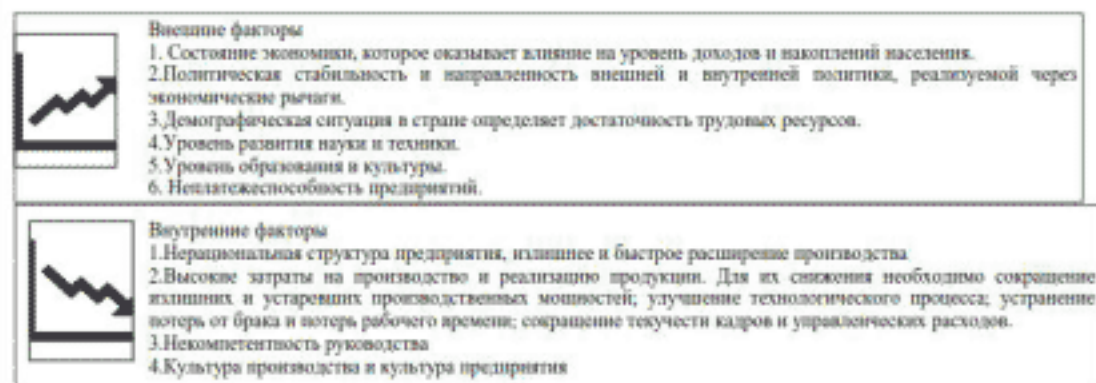 Внешние факторы
1. Состояние экономики, которое оказывает влияние на уровень доходов и накоплений населения.
2.Политическая стабильность и направленность внешней и внутренней политики, реализуемой через
экономические рычаги.
3.Демографическая ситуация в стране определяет достаточность трудовых ресурсов.
4.Уровень развития науки и техники.
5.Уровень образования и культуры.
6. Неплатежеспособность предприятий.
Внутренние факторы
1.Нерациональная структура предприятия, излишнее и быстрое расширение производства
2.Высокие затраты на производство и реализацию продукции. Для их снижения необходимо сокращение
излишних и устаревших производственных мощностей; улучшение технологического процесса; устранение
потерь от брака и потерь рабочего времени; сокращение текучести кадров и управленческих расходов.
3.Некомпетентность руководства
4.Культура производства и культура предприятия